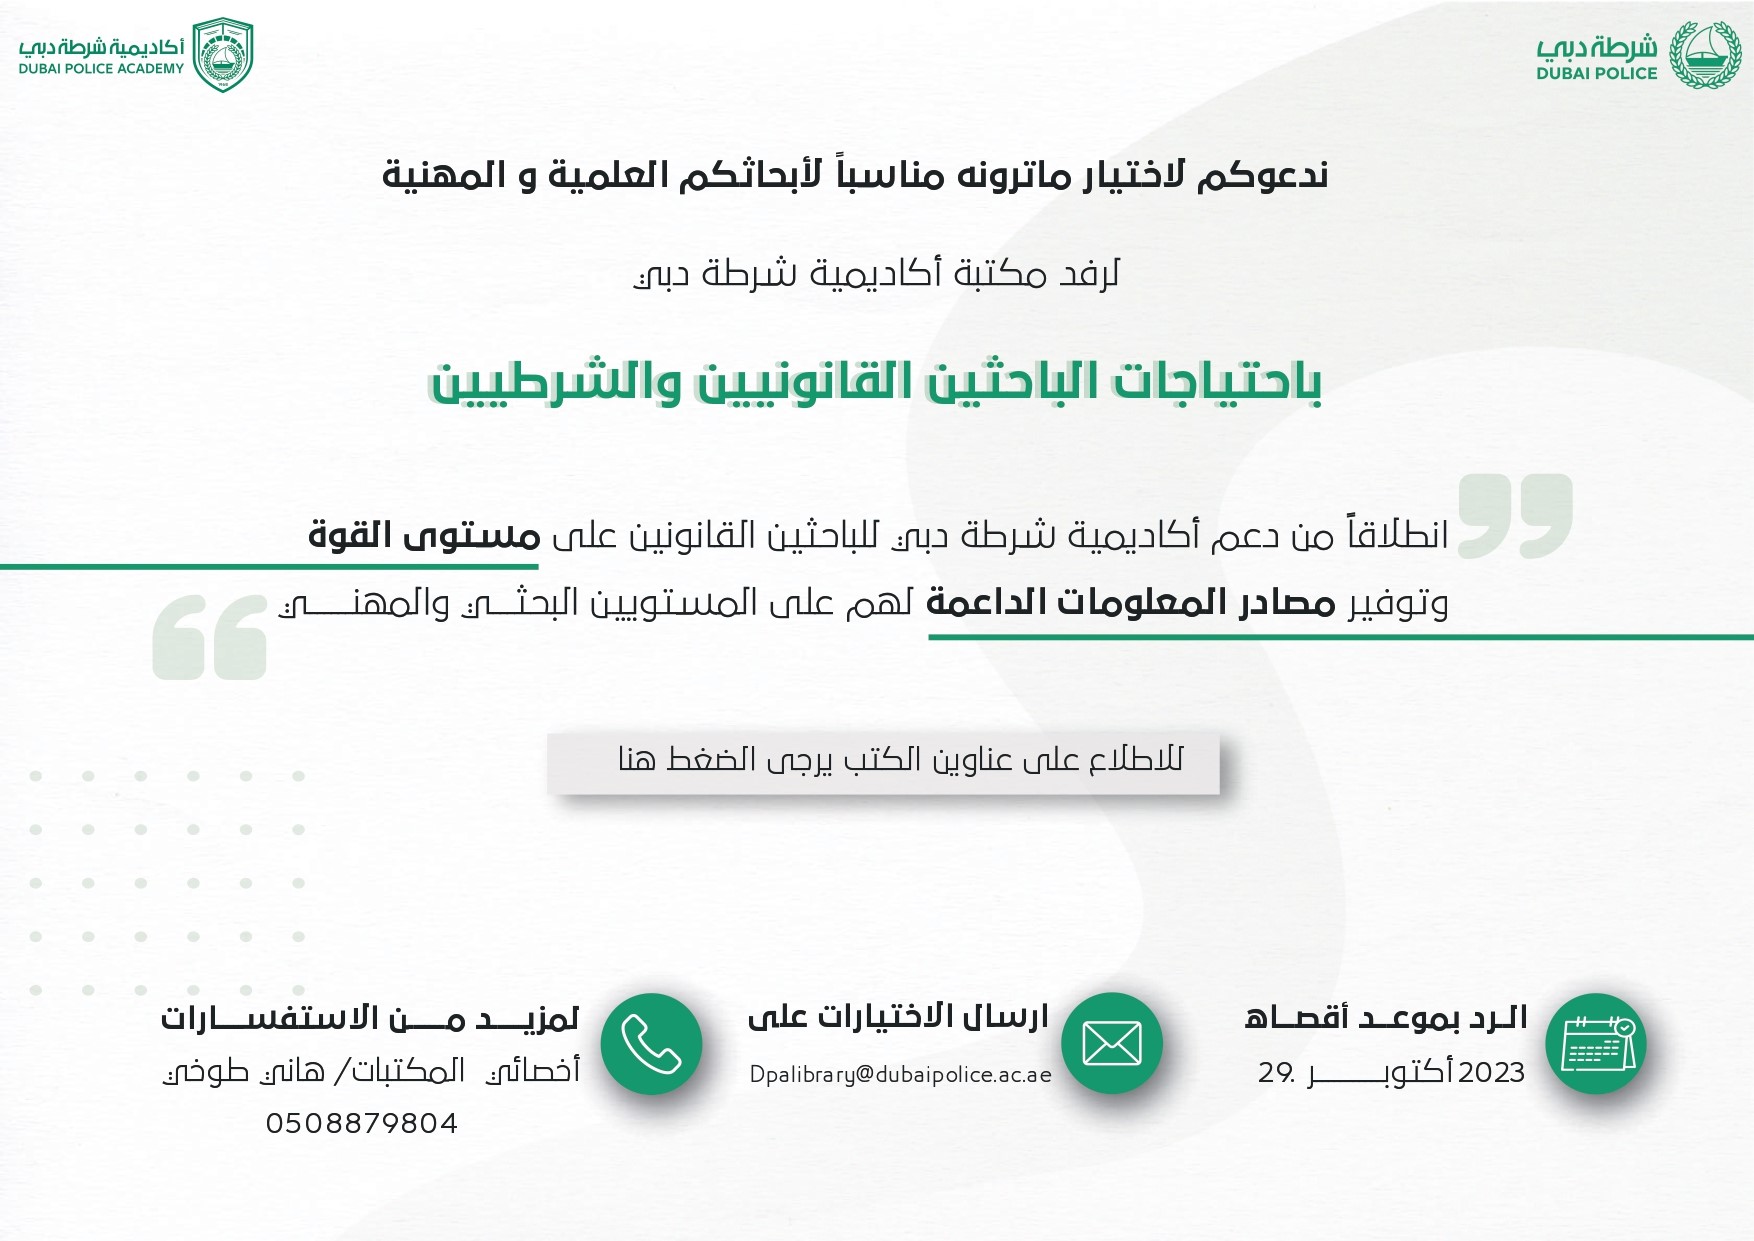 شرطة دبي
DUBAI POLICE
أكاديمية شرطة دبي
DUBAI POLICE ACADEMY
ندعوكم لاختيار ماترونه مناسباً لأبحاثكم العلمية و المهنية
لرفد مكتبة أكاديمية شرطة دبي
باحتياجات الباحثين القانونيين والشرطيين
انطلاقاً من دعم أكاديمية شرطة دبي للباحثين القانونين على مستوى القوة
وتوفير مصادر المعلومات الداعمة لهم على المستويين البحثي والمهني
للاطلاع على عناوين الكتب يرجى الضغط هنا
الرد بموعد أقصاه
29. أكتوبر 2023
ارسال الاختيارات على
Dpalibrary@dubaipolice.ac.ae
لمزيد من الاستفسارات
أخصائي المكتبات/ هاني طوخي
0508879804